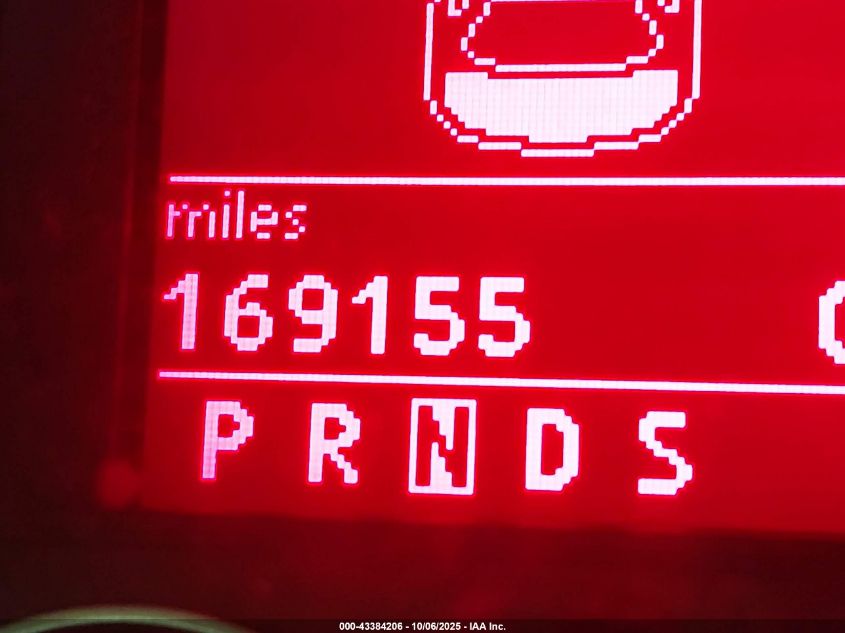 miles
169155
P R N D S
000-43384206 - 10/06/2025 - IAA Inc.